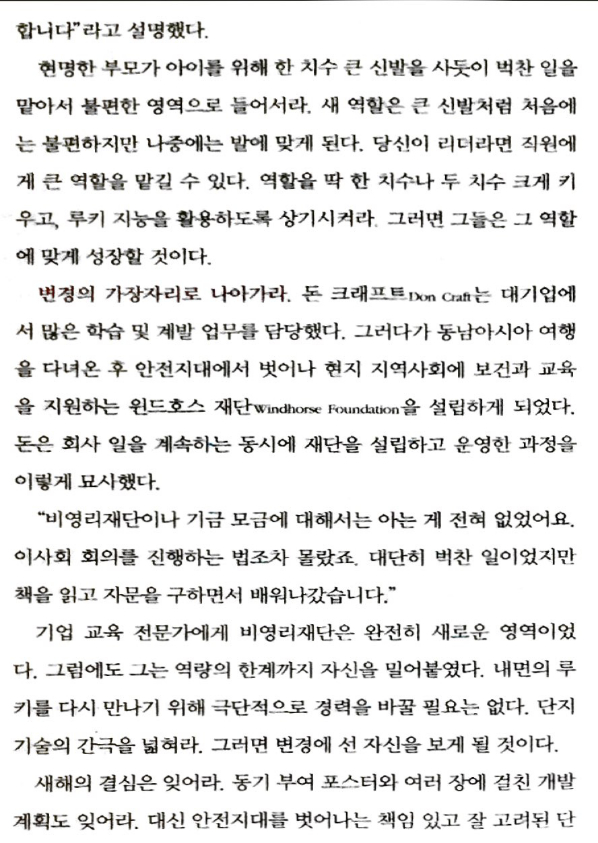 합니다”라고 설명했다.
현명한 부모가 아이를 위해 한 치수 큰 신발을 사듯이 벅찬 일을
맡아서 불편한 영역으로 들어서라. 새 역할은 큰 신발처럼 처음에
는 불편하지만 나중에는 발에 맞게 된다. 당신이 리더라면 직원에
게 큰 역할을 맡길 수 있다. 역할을 딱 한 치수나 두 치수 크게 키
우고, 루키 지능을 활용하도록 상기시켜라. 그러면 그들은 그 역할
에 맞게 성장할 것이다.
변경의 가장자리로 나아가라. 돈 크래프트Don Craft는 대기업에
서 많은 학습 및 계발 업무를 담당했다. 그러다가 동남아시아 여행
을 다녀온 후 안전지대에서 벗어나 현지 지역사회에 보건과 교육
을 지원하는 윈드호스 재단Windhorse Foundation을 설립하게 되었다.
돈은 회사 일을 계속하는 동시에 재단을 설립하고 운영한 과정을
이렇게 묘사했다.
“비영리재단이나 기금 모금에 대해서는 아는 게 전혀 없었어요.
이사회 회의를 진행하는 법조차 몰랐죠. 대단히 벅찬 일이었지만
책을 읽고 자문을 구하면서 배워나갔습니다.”
기업 교육 전문가에게 비영리재단은 완전히 새로운 영역이었
다. 그럼에도 그는 역량의 한계까지 자신을 밀어붙였다. 내면의 루
키를 다시 만나기 위해 극단적으로 경력을 바꿀 필요는 없다. 단지
기술의 간극을 넓혀라. 그러면 변경에 선 자신을 보게 될 것이다.
새해의 결심은 잊어라. 동기 부여 포스터와 여러 장에 걸친 개발
계획도 잊어라. 대신 안전지대를 벗어나는 책임 있고 잘 고려된 단